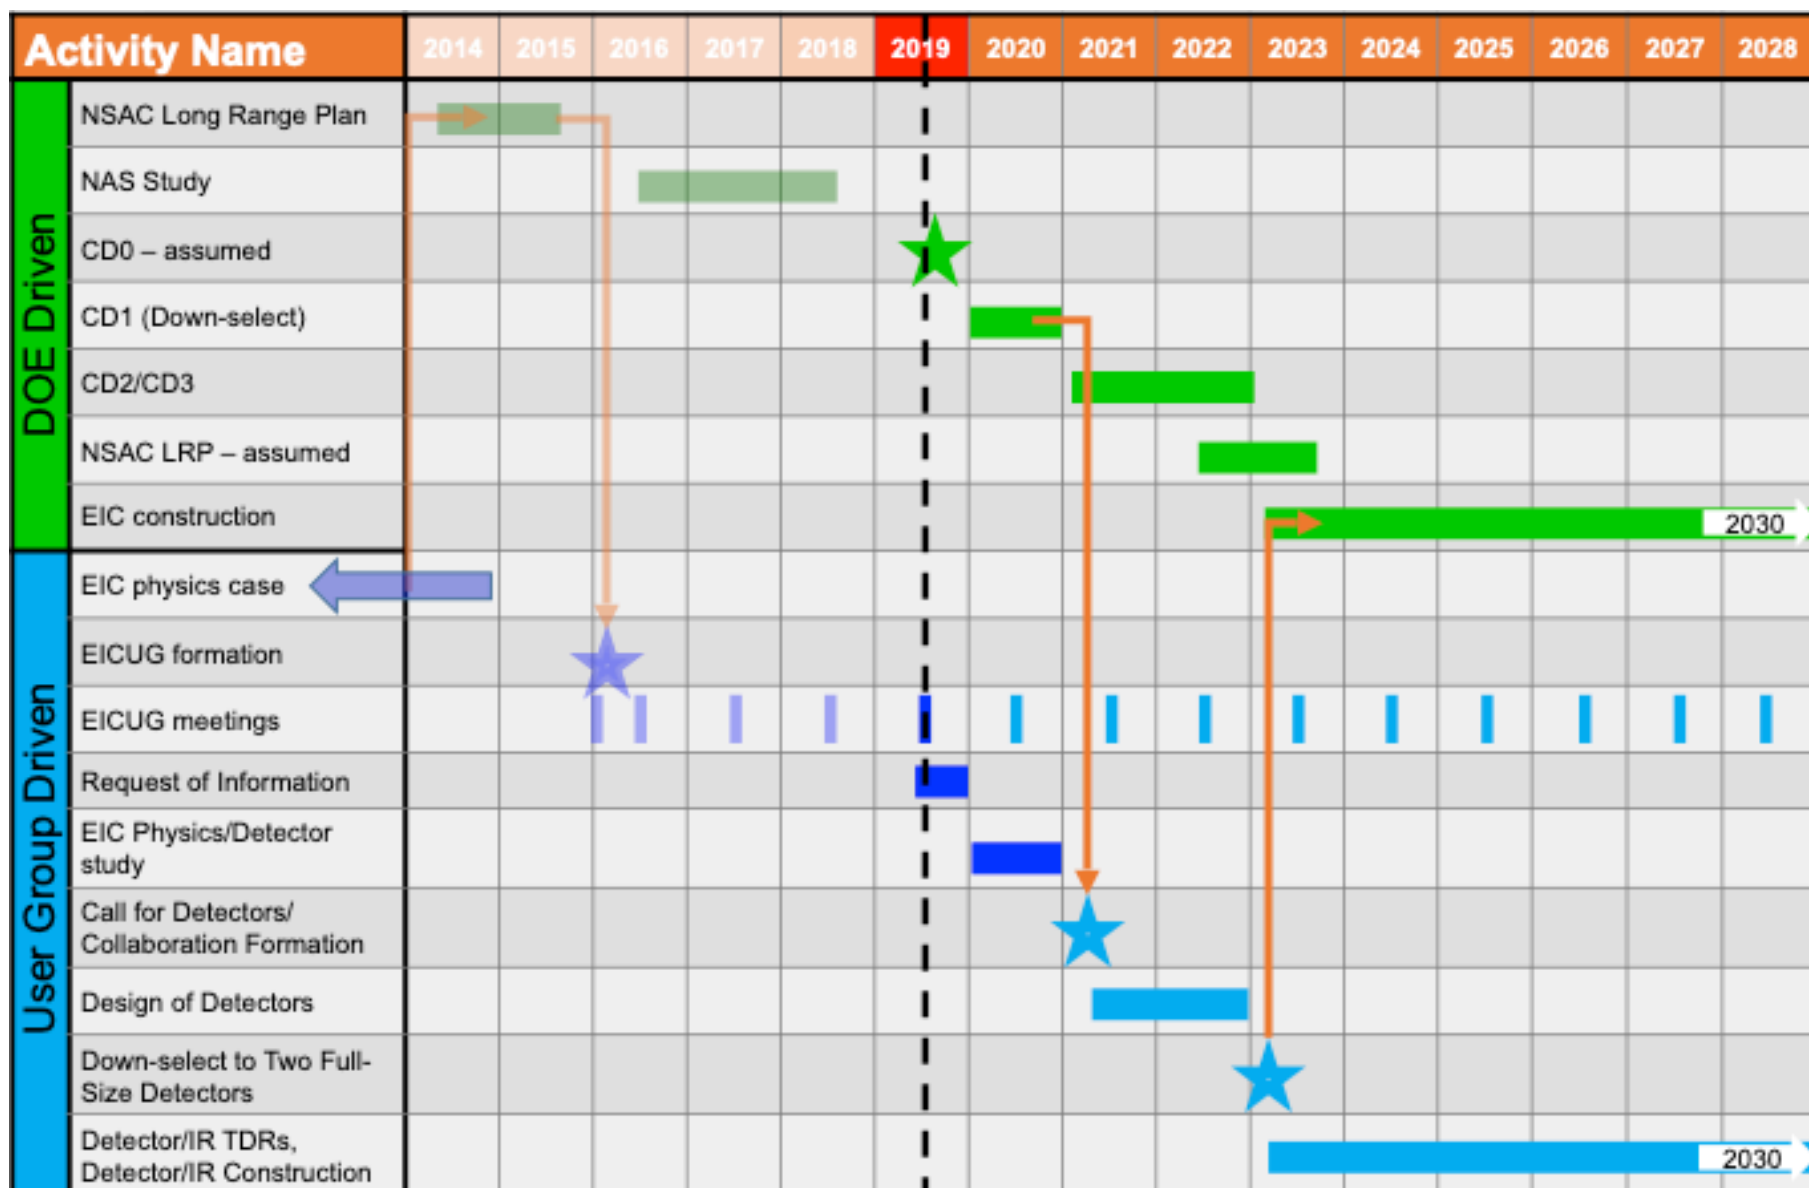 Activity Name 2014 2015 2016 2017 2018 2019 2020 2021 2022 2023 2024 2025 2026 2027 2028
DOE Driven
NSAC Long Range Plan
NAS Study
CD0 – assumed
CD1 (Down-select)
CD2/CD3
NSAC LRP – assumed
EIC construction 2030
User Group Driven
EIC physics case
EICUG formation
EICUG meetings
Request of Information
EIC Physics/Detector
study
Call for Detectors/
Collaboration Formation
Design of Detectors
Down-select to Two Full-
Size Detectors
Detector/IR TDRs,
Detector/IR Construction 2030